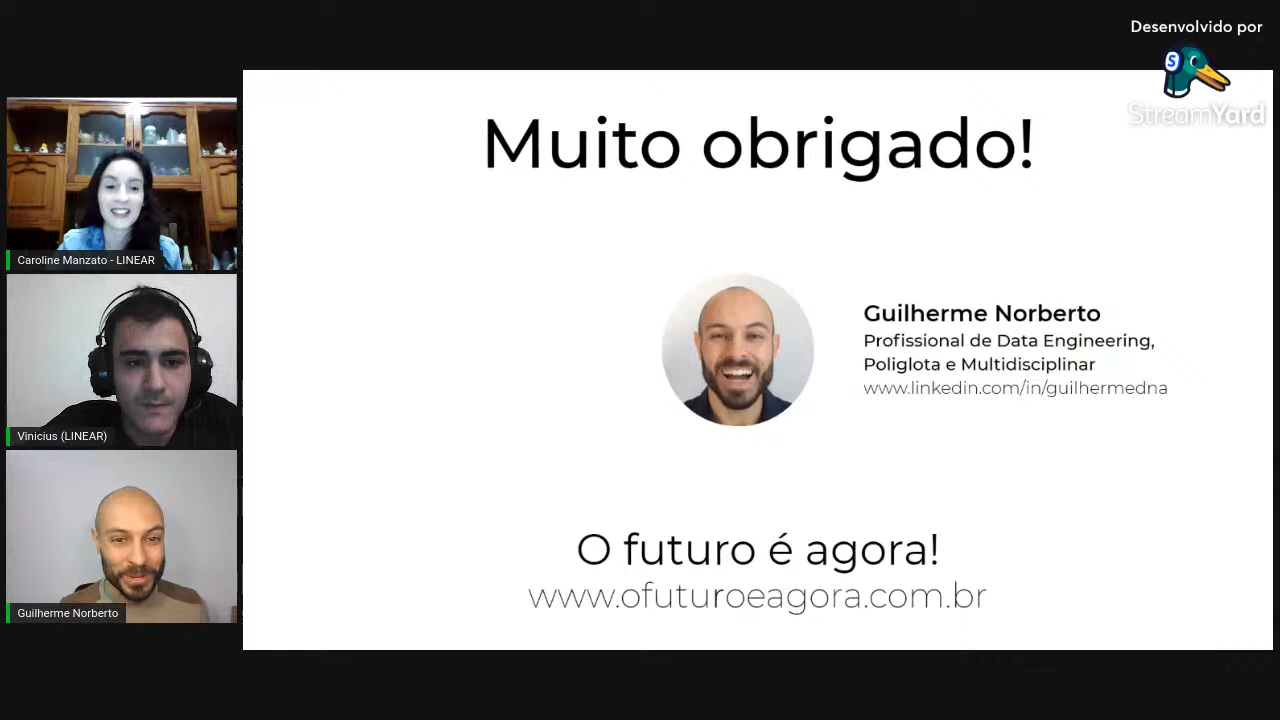 Desenvolvido por
StreamYard
Muito obrigado!
Caroline Manzato - LINEAR
Guilherme Norberto
Profissional de Data Engineering,
Poliglota e Multidisciplinar
www.linkedin.com/in/guilhermedna
Vinicius (LINEAR)
O futuro é agora!
www.ofuturoeagora.com.br
Guilherme Norberto